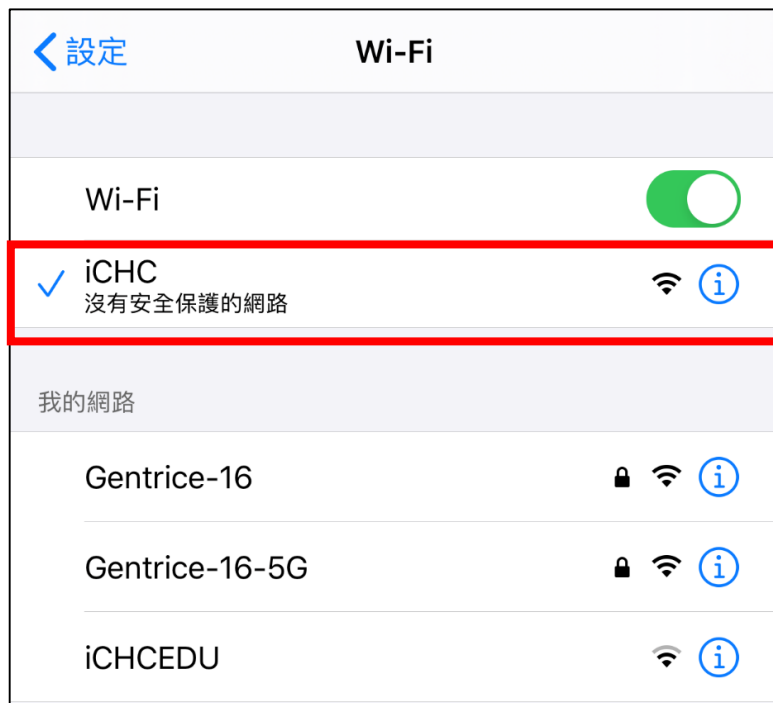 設定
Wi-Fi
Wi-Fi
iCHC
沒有安全保護的網路
我的網路
Gentrice-16
Gentrice-16-5G
iCHCEDU